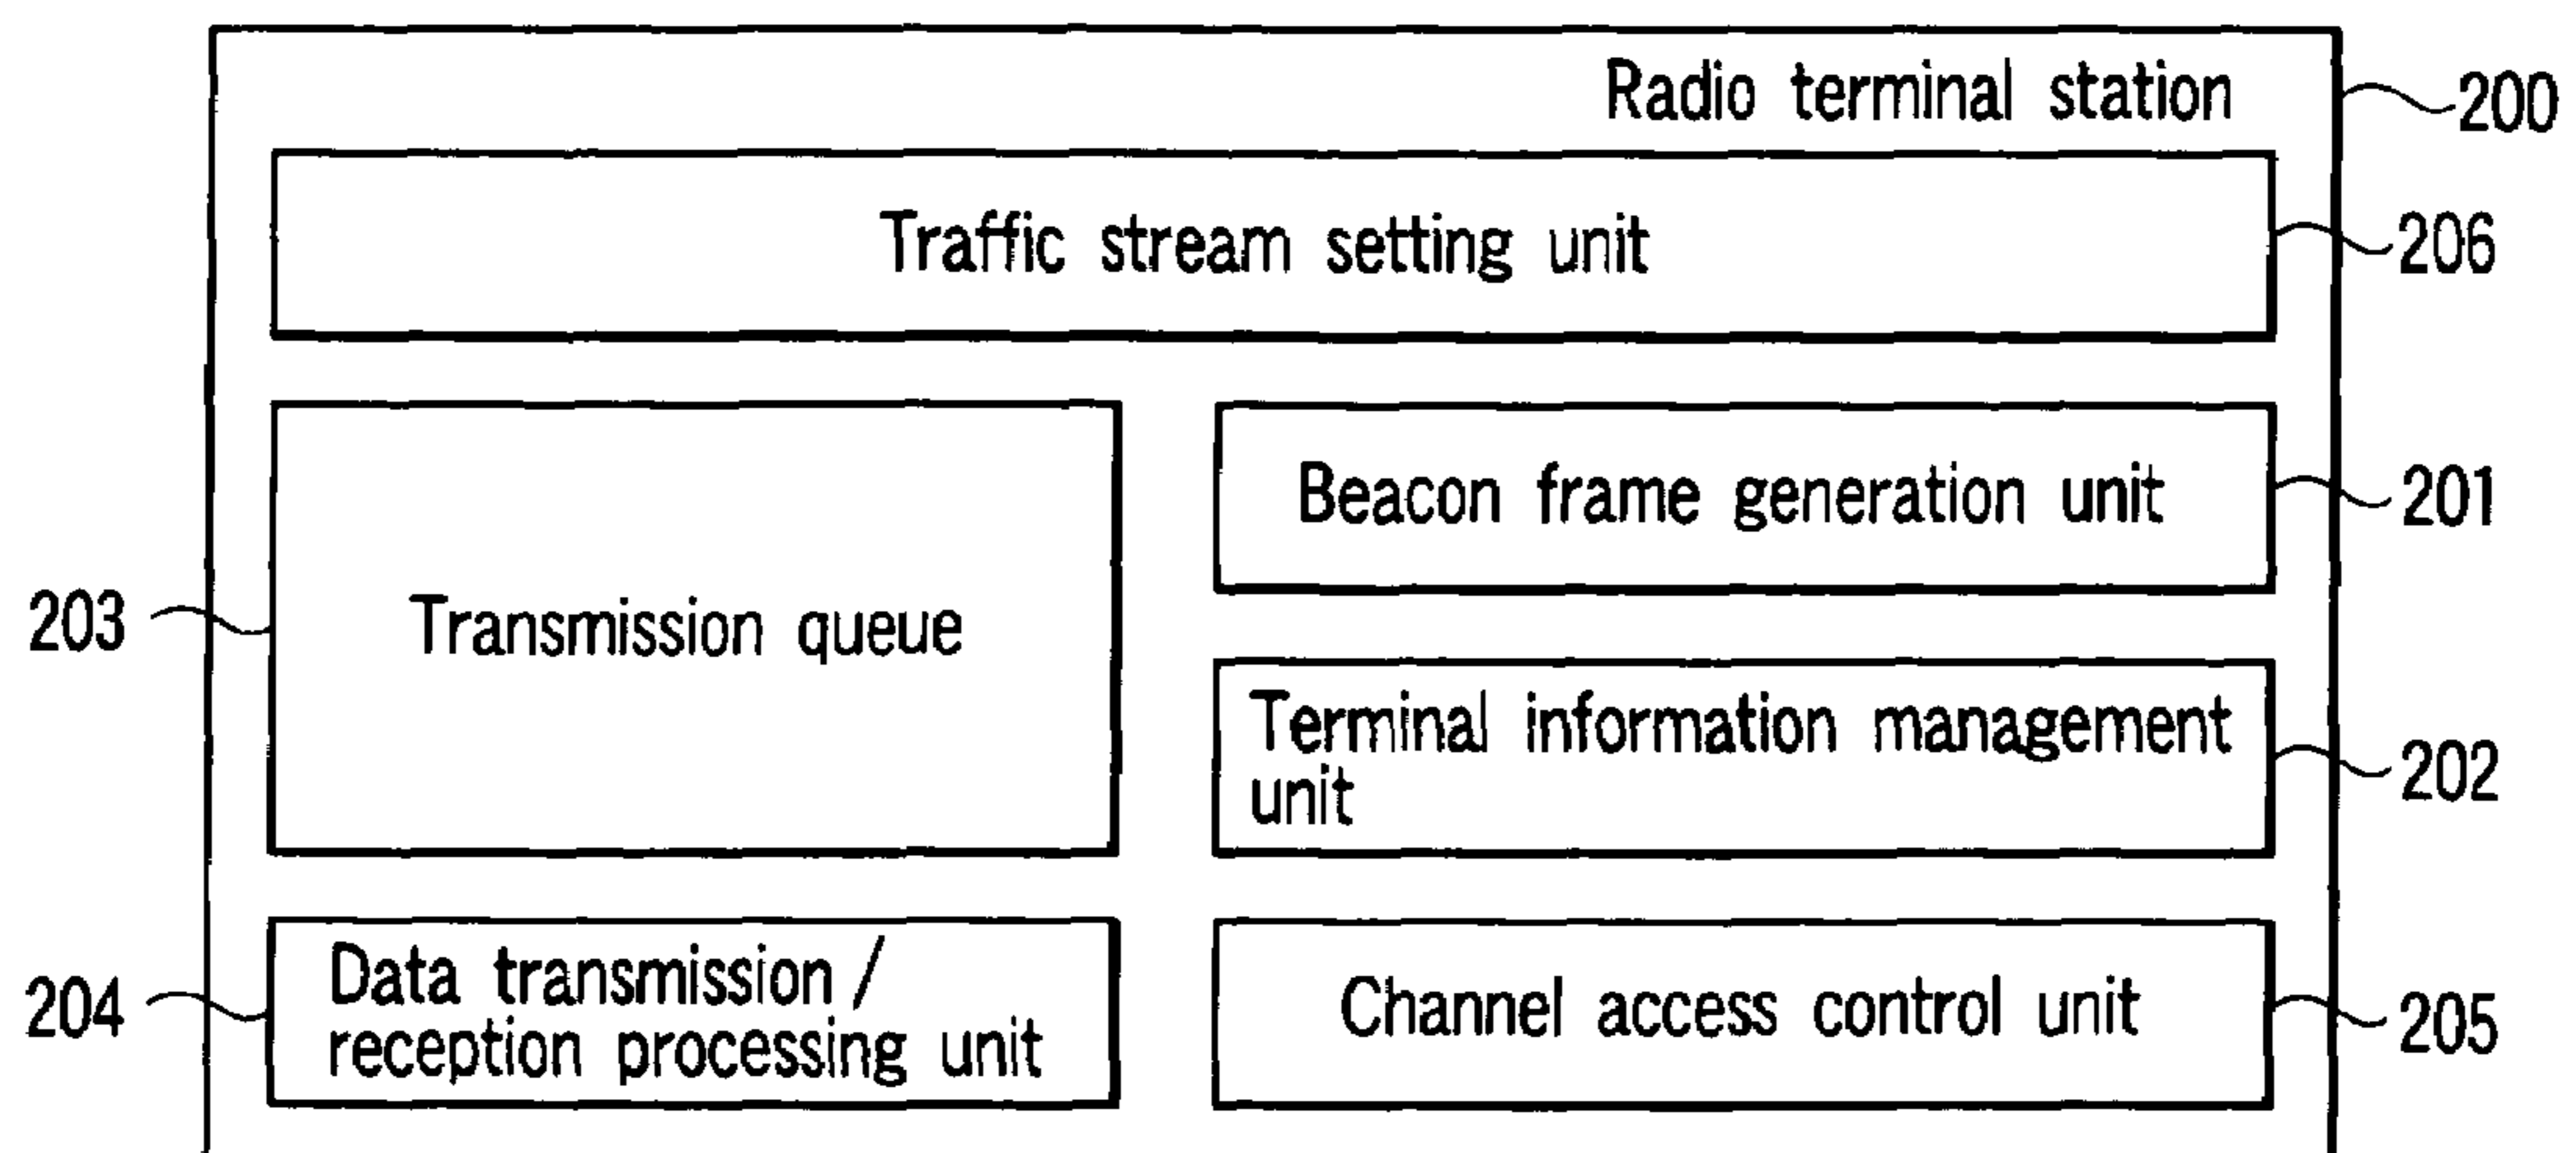 Radio terminal station
200
Traffic stream setting unit
206
Beacon frame generation unit
201
203
Transmission queue
Terminal information management
unit
202
204
Data transmission /
reception processing unit
Channel access control unit
205